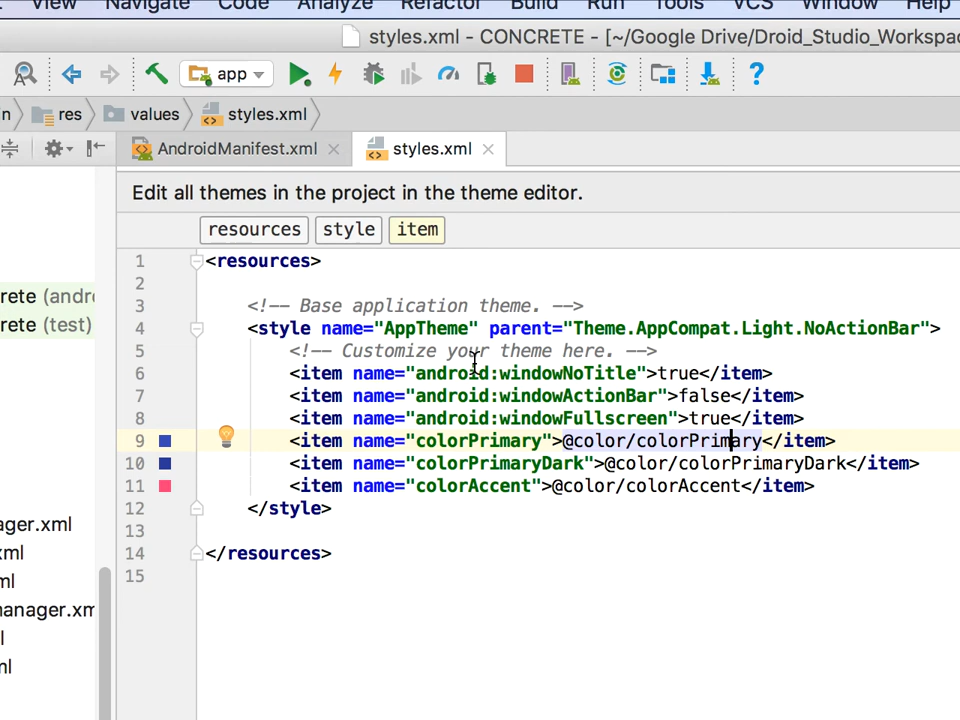 View Navigate Code Analyze Refactor Build Run Tools VCS Window Help
styles.xml - CONCRETE - [~/Google Drive/Droid_Studio_Workspa
app
res values styles.xml
AndroidManifest.xml styles.xml
Edit all themes in the project in the theme editor.
resources style item
1 <resources>
2
3 <!-- Base application theme. -->
4 <style name="AppTheme" parent="Theme.AppCompat.Light.NoActionBar">
5 <!-- Customize your theme here. -->
6 <item name="android:windowNoTitle">true</item>
7 <item name="android:windowActionBar">false</item>
8 <item name="android:windowFullscreen">true</item>
9 <item name="colorPrimary">@color/colorPrimary</item>
10 <item name="colorPrimaryDark">@color/colorPrimaryDark</item>
11 <item name="colorAccent">@color/colorAccent</item>
12 </style>
13
14 </resources>
15
rete (andr
rete (test)
ager.xml
ml
ml
manager.xm
l
ml